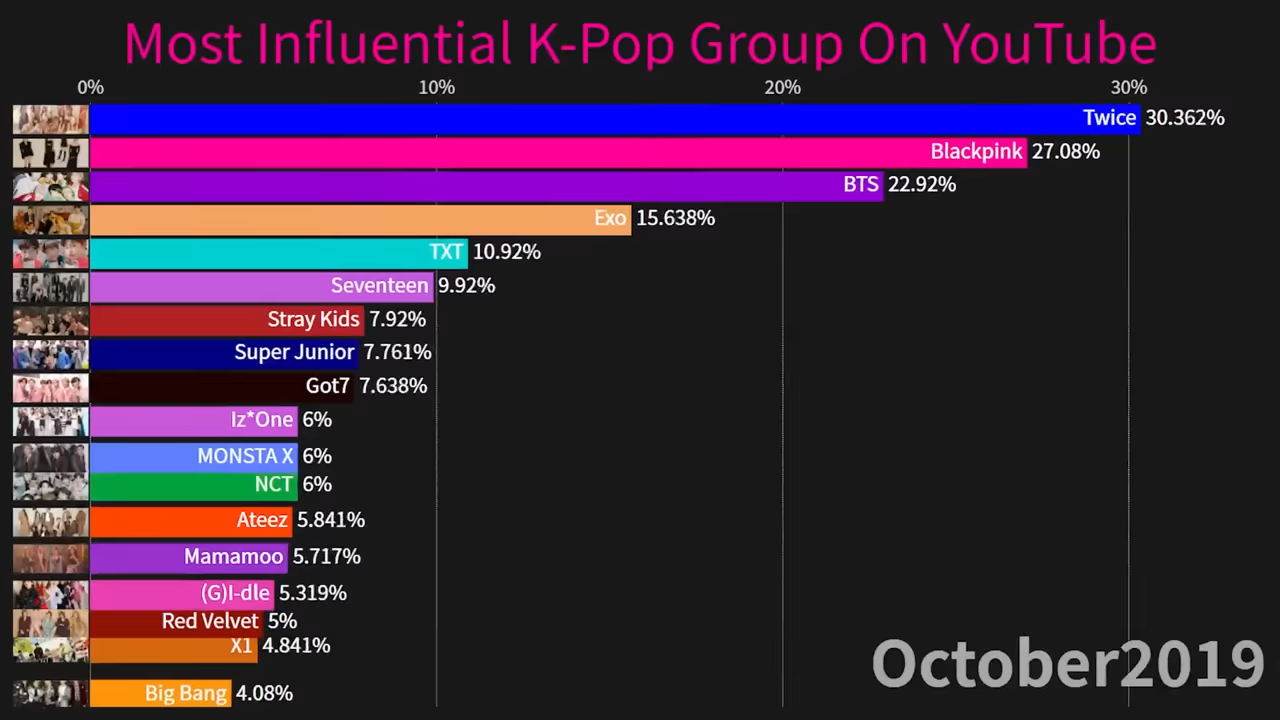 Most Influential K-Pop Group On YouTube
0% 10% 20% 30%
Twice 30.362%
Blackpink 27.08%
BTS 22.92%
Exo 15.638%
TXT 10.92%
Seventeen 9.92%
Stray Kids 7.92%
Super Junior 7.761%
Got7 7.638%
Iz*One 6%
MONSTA X 6%
NCT 6%
Ateez 5.841%
Mamamoo 5.717%
(G)I-dle 5.319%
Red Velvet 5%
X1 4.841%
Big Bang 4.08%
October2019